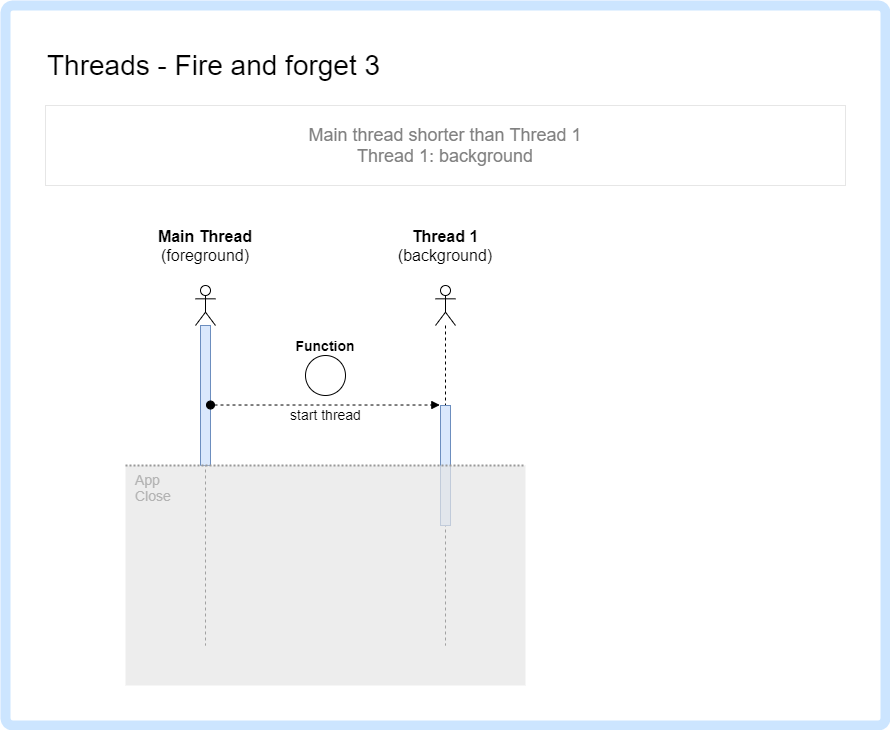 Threads - Fire and forget 3
Main thread shorter than Thread 1
Thread 1: background
Main Thread
(foreground)
Thread 1
(background)
Function
start thread
App
Close